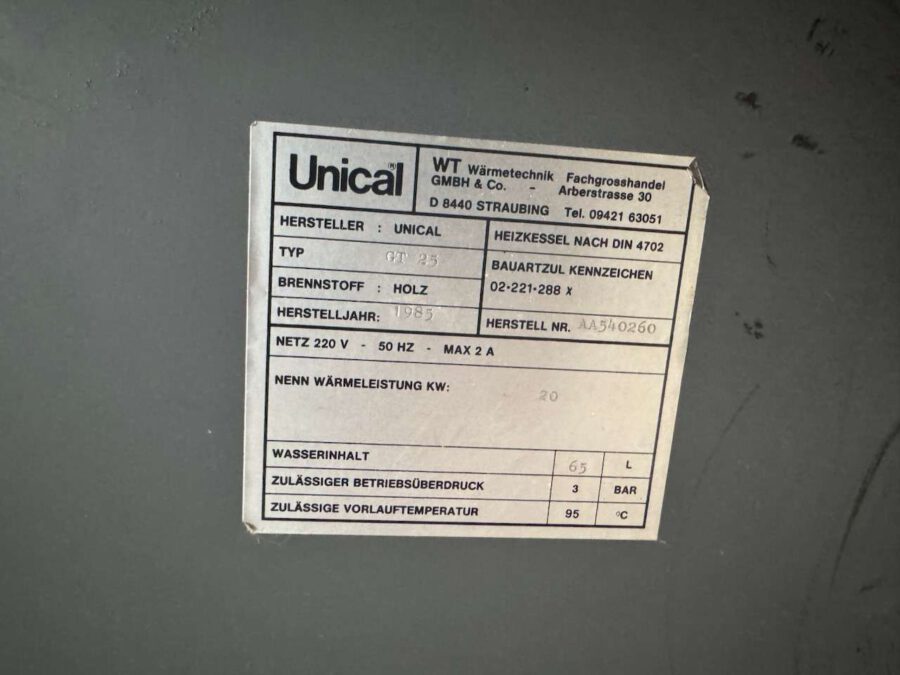 Unical®
WT Wärmetechnik Fachgrosshandel
GMBH & Co. - Arberstrasse 30
D 8440 STRAUBING Tel. 09421 63051
HERSTELLER : UNICAL
TYP GT 25
BRENNSTOFF : HOLZ
HERSTELLJAHR: 1985
HEIZKESSEL NACH DIN 4702
BAUARTZUL KENNZEICHEN
02·221·288 X
HERSTELL NR. AA540260
NETZ 220 V - 50 HZ - MAX 2 A
NENN WÄRMELEISTUNG KW: 20
WASSERINHALT 65 L
ZULÄSSIGER BETRIEBSÜBERDRUCK 3 BAR
ZULÄSSIGE VORLAUFTEMPERATUR 95 °C